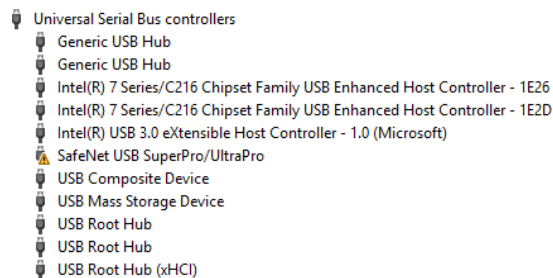 Universal Serial Bus controllers
Generic USB Hub
Generic USB Hub
Intel(R) 7 Series/C216 Chipset Family USB Enhanced Host Controller - 1E26
Intel(R) 7 Series/C216 Chipset Family USB Enhanced Host Controller - 1E2D
Intel(R) USB 3.0 eXtensible Host Controller - 1.0 (Microsoft)
SafeNet USB SuperPro/UltraPro
USB Composite Device
USB Mass Storage Device
USB Root Hub
USB Root Hub
USB Root Hub (xHCI)